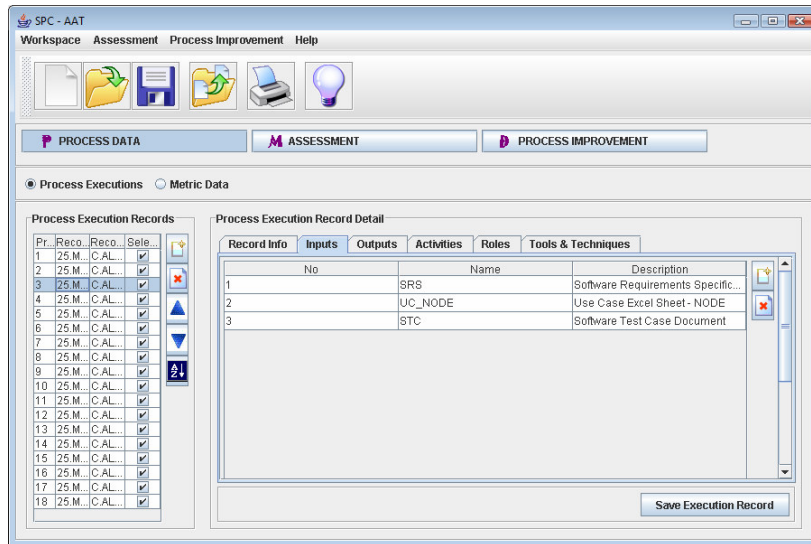 SPC - AAT
Workspace Assessment Process Improvement Help
P PROCESS DATA M ASSESSMENT PROCESS IMPROVEMENT
Process Executions Metric Data
Process Execution Records
Pr... Reco... Reco... Sele...
1 25.M... C.AL...
2 25.M... C.AL...
3 25.M... C.AL...
4 25.M... C.AL...
5 25.M... C.AL...
6 25.M... C.AL...
7 25.M... C.AL...
8 25.M... C.AL...
9 25.M... C.AL...
10 25.M... C.AL...
11 25.M... C.AL...
12 25.M... C.AL...
13 25.M... C.AL...
14 25.M... C.AL...
15 25.M... C.AL...
16 25.M... C.AL...
17 25.M... C.AL...
18 25.M... C.AL...
A Z
Process Execution Record Detail
Record Info Inputs Outputs Activities Roles Tools & Techniques
No Name Description
1 SRS Software Requirements Specific...
2 UC_NODE Use Case Excel Sheet - NODE
3 STC Software Test Case Document
Save Execution Record